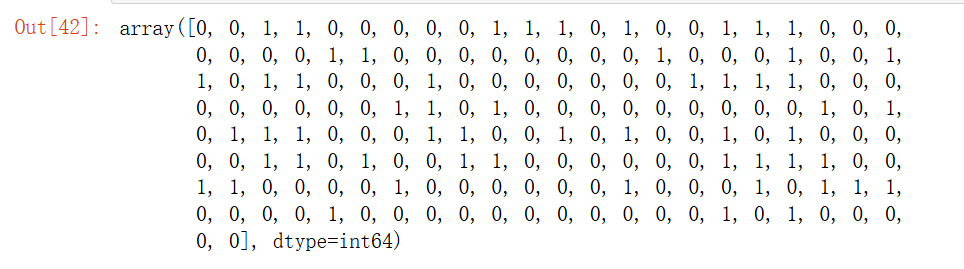 Out[42]: array([0, 0, 1, 1, 0, 0, 0, 0, 0, 1, 1, 1, 0, 1, 0, 0, 1, 1, 1, 0, 0, 0,
0, 0, 0, 0, 1, 1, 0, 0, 0, 0, 0, 0, 0, 0, 1, 0, 0, 0, 1, 0, 0, 1,
1, 0, 1, 1, 0, 0, 0, 1, 0, 0, 0, 0, 0, 0, 0, 1, 1, 1, 1, 0, 0, 0,
0, 0, 0, 0, 0, 0, 1, 1, 0, 1, 0, 0, 0, 0, 0, 0, 0, 0, 0, 1, 0, 1,
0, 1, 1, 1, 0, 0, 0, 1, 1, 0, 0, 1, 0, 1, 0, 0, 1, 0, 1, 0, 0, 0,
0, 0, 1, 1, 0, 1, 0, 0, 1, 1, 0, 0, 0, 0, 0, 0, 1, 1, 1, 1, 0, 0,
1, 1, 0, 0, 0, 0, 1, 0, 0, 0, 0, 0, 0, 1, 0, 0, 0, 1, 0, 1, 1, 1,
0, 0, 0, 0, 1, 0, 0, 0, 0, 0, 0, 0, 0, 0, 0, 0, 1, 0, 1, 0, 0, 0,
0, 0], dtype=int64)